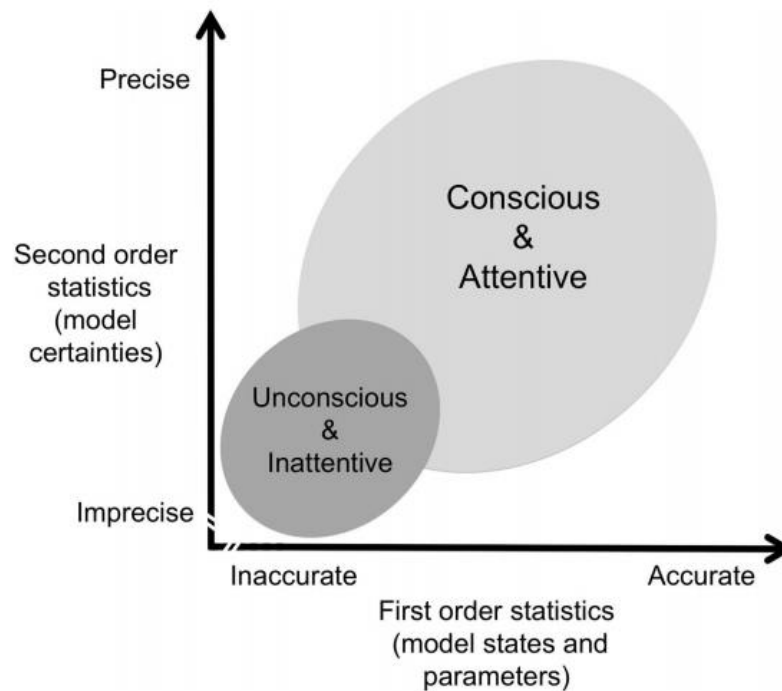 Precise
Second order
statistics
(model
certainties)
Imprecise
Conscious
&
Attentive
Unconscious
&
Inattentive
Inaccurate
Accurate
First order statistics
(model states and
parameters)